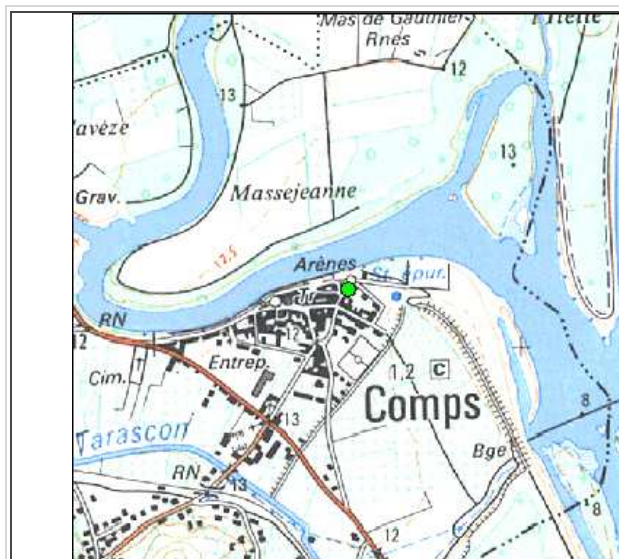 Mas de Gauthier
Rnes
12
13
Grav.
Massejeanne
13
12,5
Arènes
St. épur.
RN
12
Entrep.
Cim.
1,2
C
Comps
13
8
Tarascon
Bge
RN
13
8
12